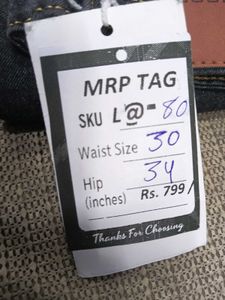 MRP TAG
SKU L@-80
Waist Size 30
Hip 34
(inches) Rs. 799/
Thanks For Choosing